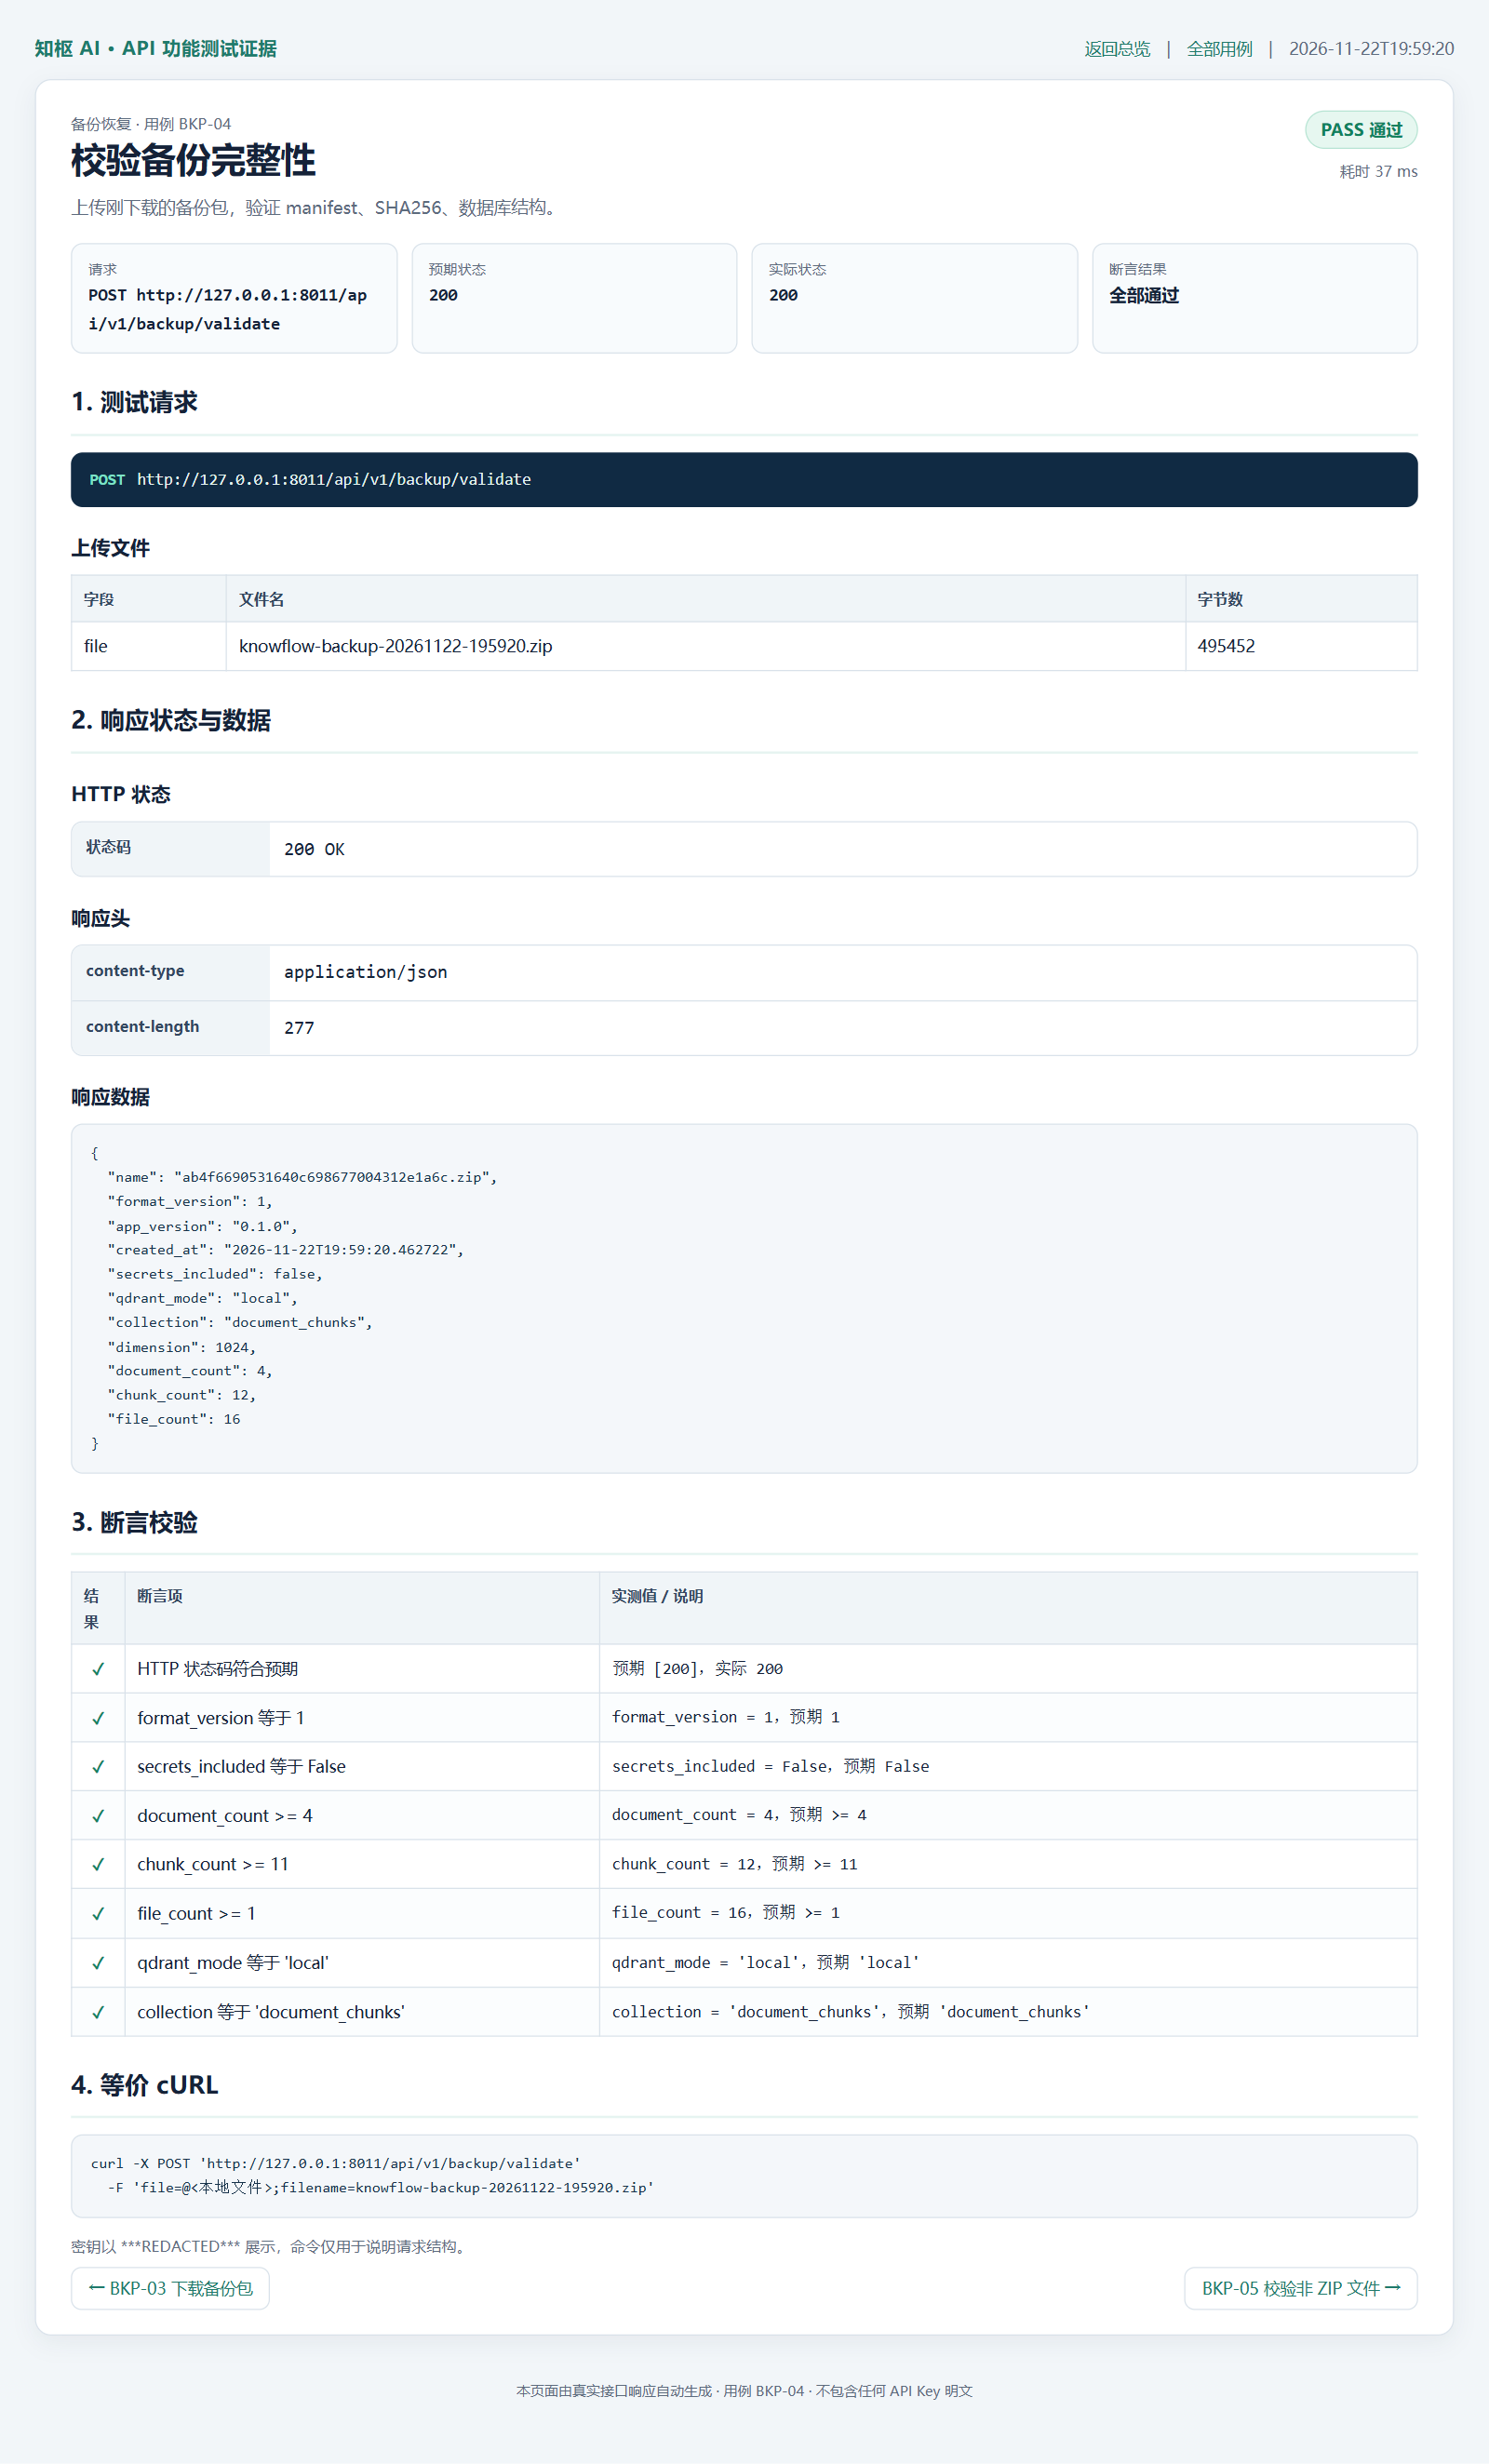 知枢 AI · API 功能测试证据
返回总览 | 全部用例 | 2026-11-22T19:59:20
备份恢复 · 用例 BKP-04
校验备份完整性
PASS 通过
耗时 37 ms
上传刚下载的备份包，验证 manifest、SHA256、数据库结构。
请求
POST http://127.0.0.1:8011/ap
i/v1/backup/validate
预期状态
200
实际状态
200
断言结果
全部通过
1. 测试请求
POST http://127.0.0.1:8011/api/v1/backup/validate
上传文件
字段 文件名 字节数
file knowflow-backup-20261122-195920.zip 495452
2. 响应状态与数据
HTTP 状态
状态码 200 OK
响应头
content-type application/json
content-length 277
响应数据
{
  "name": "ab4f6690531640c698677004312e1a6c.zip",
  "format_version": 1,
  "app_version": "0.1.0",
  "created_at": "2026-11-22T19:59:20.462722",
  "secrets_included": false,
  "qdrant_mode": "local",
  "collection": "document_chunks",
  "dimension": 1024,
  "document_count": 4,
  "chunk_count": 12,
  "file_count": 16
}
3. 断言校验
结果 断言项 实测值 / 说明
✓ HTTP 状态码符合预期 预期 [200]，实际 200
✓ format_version 等于 1 format_version = 1，预期 1
✓ secrets_included 等于 False secrets_included = False，预期 False
✓ document_count >= 4 document_count = 4，预期 >= 4
✓ chunk_count >= 11 chunk_count = 12，预期 >= 11
✓ file_count >= 1 file_count = 16，预期 >= 1
✓ qdrant_mode 等于 'local' qdrant_mode = 'local'，预期 'local'
✓ collection 等于 'document_chunks' collection = 'document_chunks'，预期 'document_chunks'
4. 等价 cURL
curl -X POST 'http://127.0.0.1:8011/api/v1/backup/validate'
  -F 'file=@<本地文件>;filename=knowflow-backup-20261122-195920.zip'
密钥以 ***REDACTED*** 展示，命令仅用于说明请求结构。
← BKP-03 下载备份包
BKP-05 校验非 ZIP 文件 →
本页面由真实接口响应自动生成 · 用例 BKP-04 · 不包含任何 API Key 明文